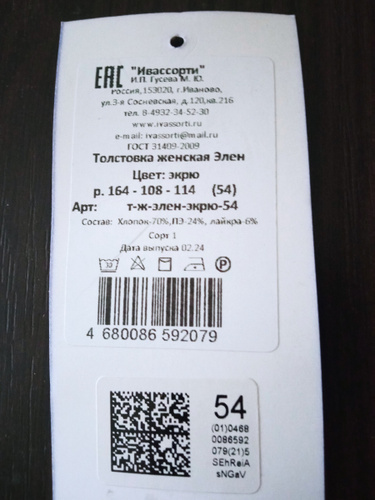 EAC "Ивассорти"
И.П. Гусева М. Ю.
Россия,153020, г.Иваново,
ул.3-я Сосневская, д.120,кв.216
тел. 8-4932-34-52-30
www.ivassorti.ru
e-mail: ivassorti@mail.ru
ГОСТ 31409-2009
Толстовка женская Элен
Цвет: экрю
р. 164 - 108 - 114 (54)
Арт: т-ж-элен-экрю-54
Состав: Хлопок-70%,ПЭ-24%, лайкра-6%
Сорт 1
Дата выпуска 02.24
30 P
4 680086 592079
54
(01)0468
0086592
079(21)5
SEhRelA
sNGaV